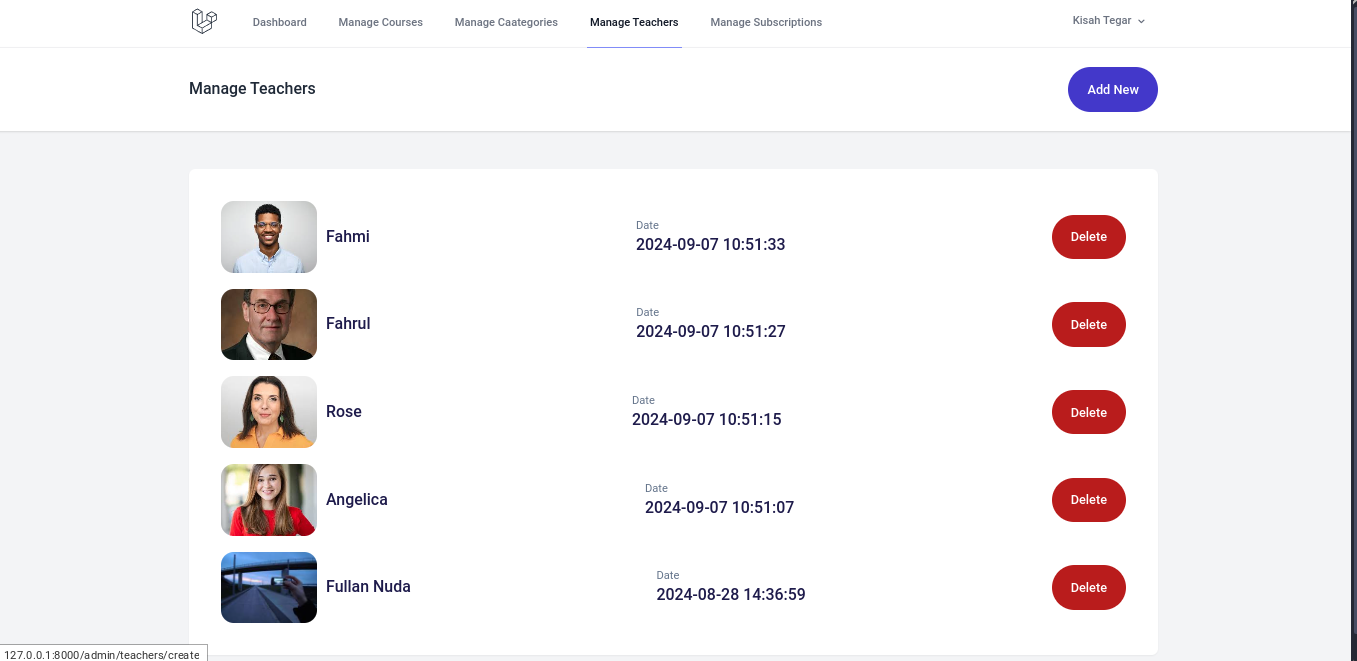 Dashboard Manage Courses Manage Caategories Manage Teachers Manage Subscriptions Kisah Tegar
Manage Teachers Add New
Fahmi
Date
2024-09-07 10:51:33
Delete
Fahrul
Date
2024-09-07 10:51:27
Delete
Rose
Date
2024-09-07 10:51:15
Delete
Angelica
Date
2024-09-07 10:51:07
Delete
Fullan Nuda
Date
2024-08-28 14:36:59
Delete
127.0.0.1:8000/admin/teachers/create